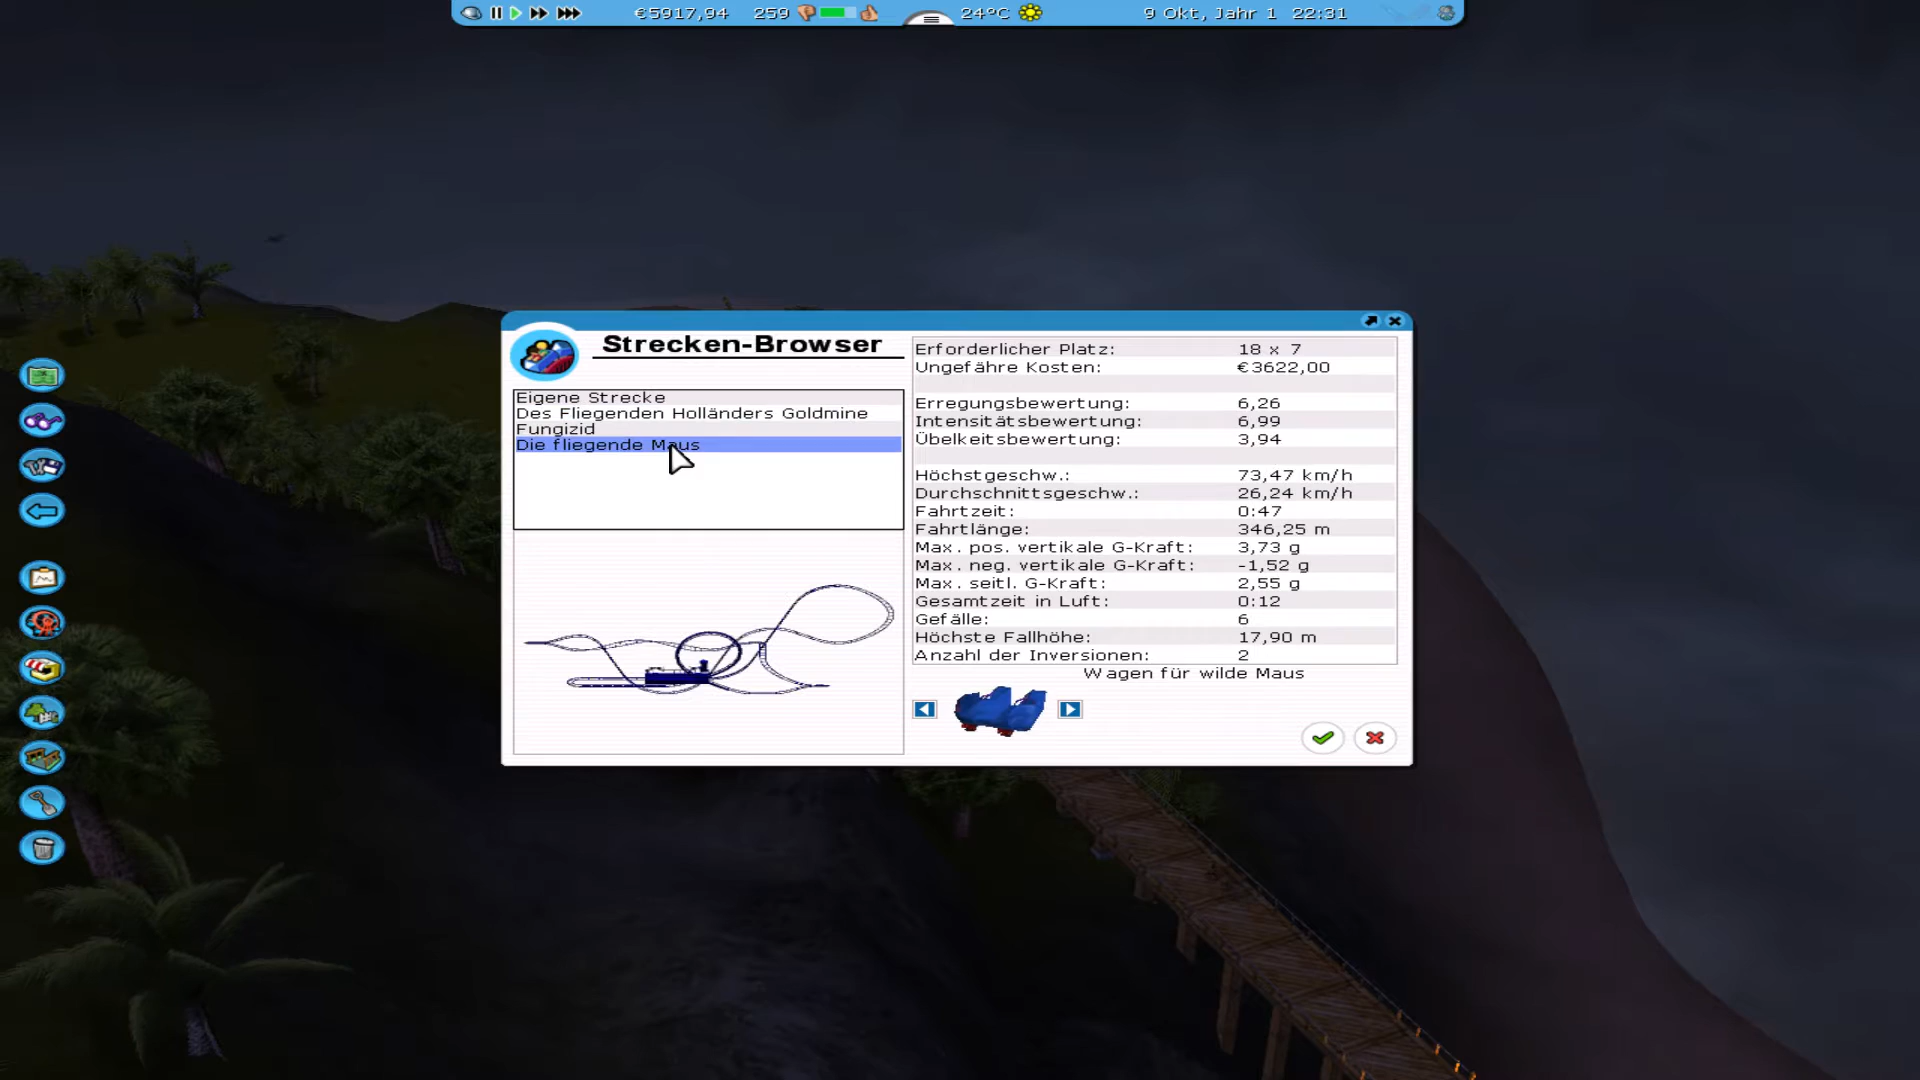 €5917,94 259 24°C 9 Okt, Jahr 1 22:31
Strecken-Browser
Eigene Strecke
Des Fliegenden Holländers Goldmine
Fungizid
Die fliegende Maus
Erforderlicher Platz: 18 x 7
Ungefähre Kosten: €3622,00
Erregungsbewertung: 6,26
Intensitätsbewertung: 6,99
Übelkeitsbewertung: 3,94
Höchstgeschw.: 73,47 km/h
Durchschnittsgeschw.: 26,24 km/h
Fahrtzeit: 0:47
Fahrtlänge: 346,25 m
Max. pos. vertikale G-Kraft: 3,73 g
Max. neg. vertikale G-Kraft: -1,52 g
Max. seitl. G-Kraft: 2,55 g
Gesamtzeit in Luft: 0:12
Gefälle: 6
Höchste Fallhöhe: 17,90 m
Anzahl der Inversionen: 2
Wagen für wilde Maus